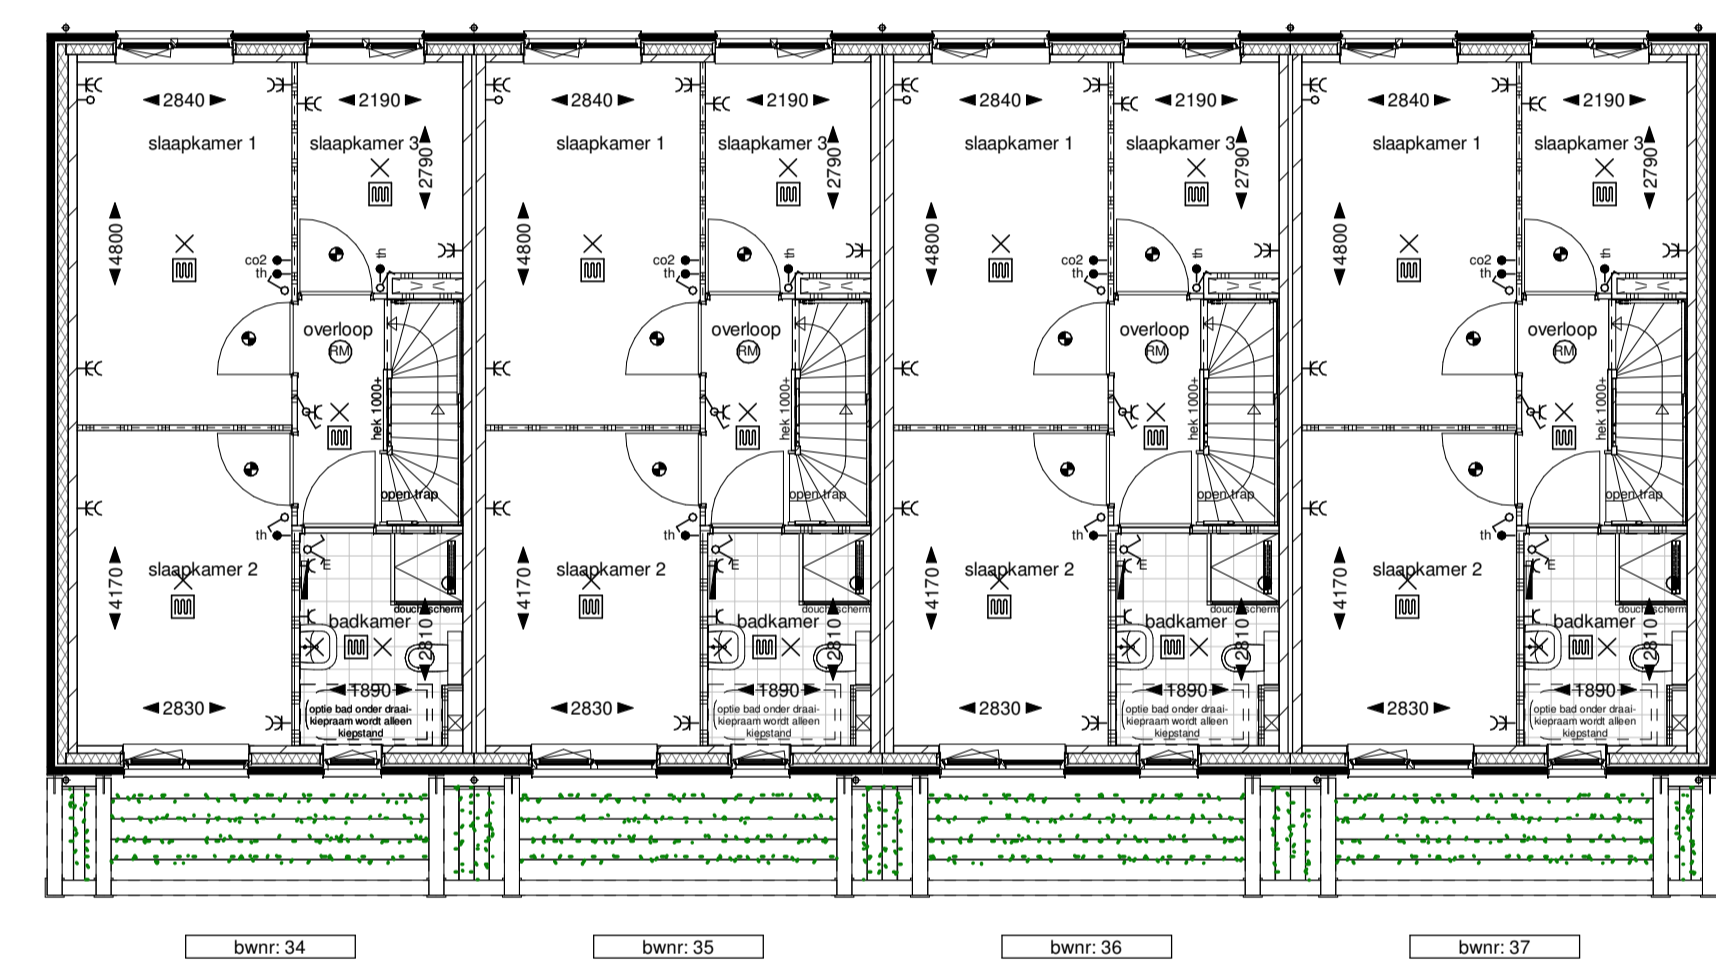 2840
2190
slaapkamer 1
slaapkamer 3
2790
4800
co2
th
th
overloop
RM
hek 1000+
open trap
th
m
slaapkamer 2
4170
douchescherm
badkamer
2810
1890
2830
optie bad onder draai-
kiepraam wordt alleen
kiepstand
bwnr: 34
2840
2190
slaapkamer 1
slaapkamer 3
2790
4800
co2
th
th
overloop
RM
hek 1000+
open trap
th
m
slaapkamer 2
4170
douchescherm
badkamer
2810
1890
2830
optie bad onder draai-
kiepraam wordt alleen
kiepstand
bwnr: 35
2840
2190
slaapkamer 1
slaapkamer 3
2790
4800
co2
th
th
overloop
RM
hek 1000+
open trap
th
m
slaapkamer 2
4170
douchescherm
badkamer
2810
1890
2830
optie bad onder draai-
kiepraam wordt alleen
kiepstand
bwnr: 36
2840
2190
slaapkamer 1
slaapkamer 3
2790
4800
co2
th
th
overloop
RM
hek 1000+
open trap
th
m
slaapkamer 2
4170
douchescherm
badkamer
2810
1890
2830
optie bad onder draai-
kiepraam wordt alleen
kiepstand
bwnr: 37